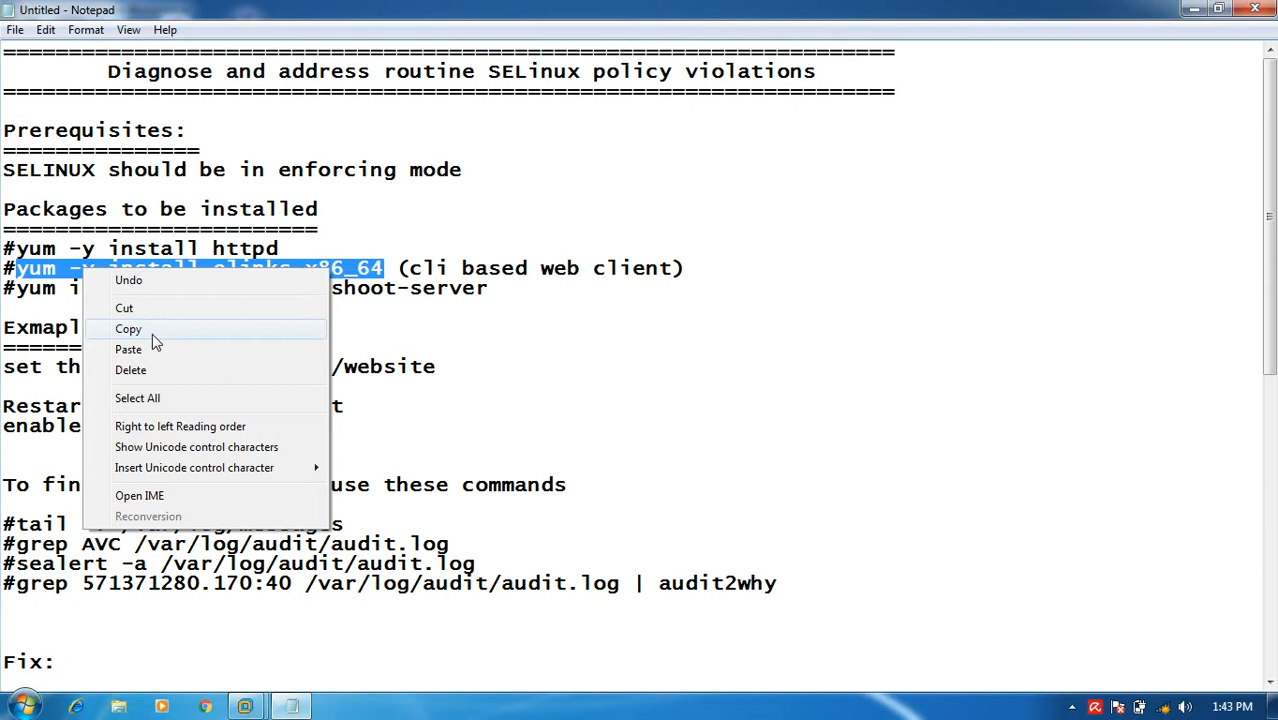 Untitled - Notepad
File Edit Format View Help
====================================================================
Diagnose and address routine SELinux policy violations
====================================================================
Prerequisites:
===============
SELINUX should be in enforcing mode
Packages to be installed
========================
#yum -y install httpd
#yum -y install elinks.x86_64 (cli based web client)
#yum i shoot-server
Exmapl
======
set th /website
Restar t
enable
To fin use these commands
#tail /var/log/messages
#grep AVC /var/log/audit/audit.log
#sealert -a /var/log/audit/audit.log
#grep 571371280.170:40 /var/log/audit/audit.log | audit2why
Fix:
Undo
Cut
Copy
Paste
Delete
Select All
Right to left Reading order
Show Unicode control characters
Insert Unicode control character
Open IME
Reconversion
1:43 PM